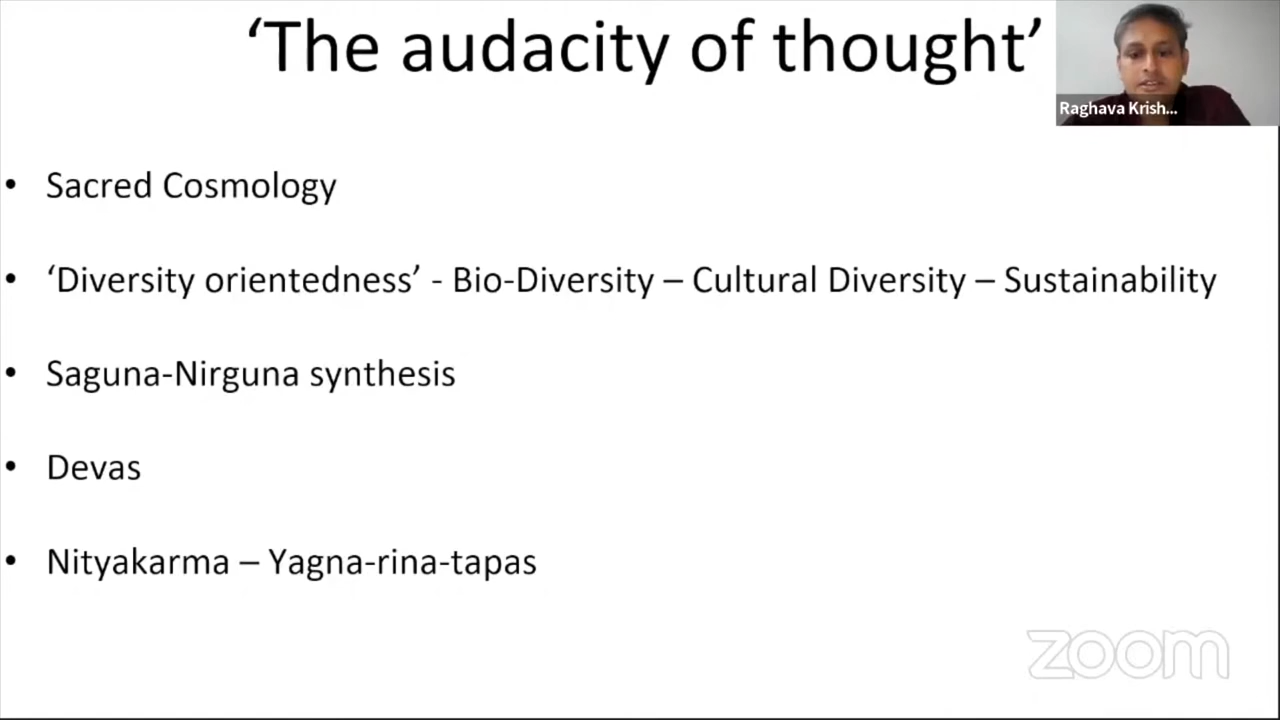 ‘The audacity of thought’
Raghava Krish...
• Sacred Cosmology
• ‘Diversity orientedness’ - Bio-Diversity – Cultural Diversity – Sustainability
• Saguna-Nirguna synthesis
• Devas
• Nityakarma – Yagna-rina-tapas
zoom